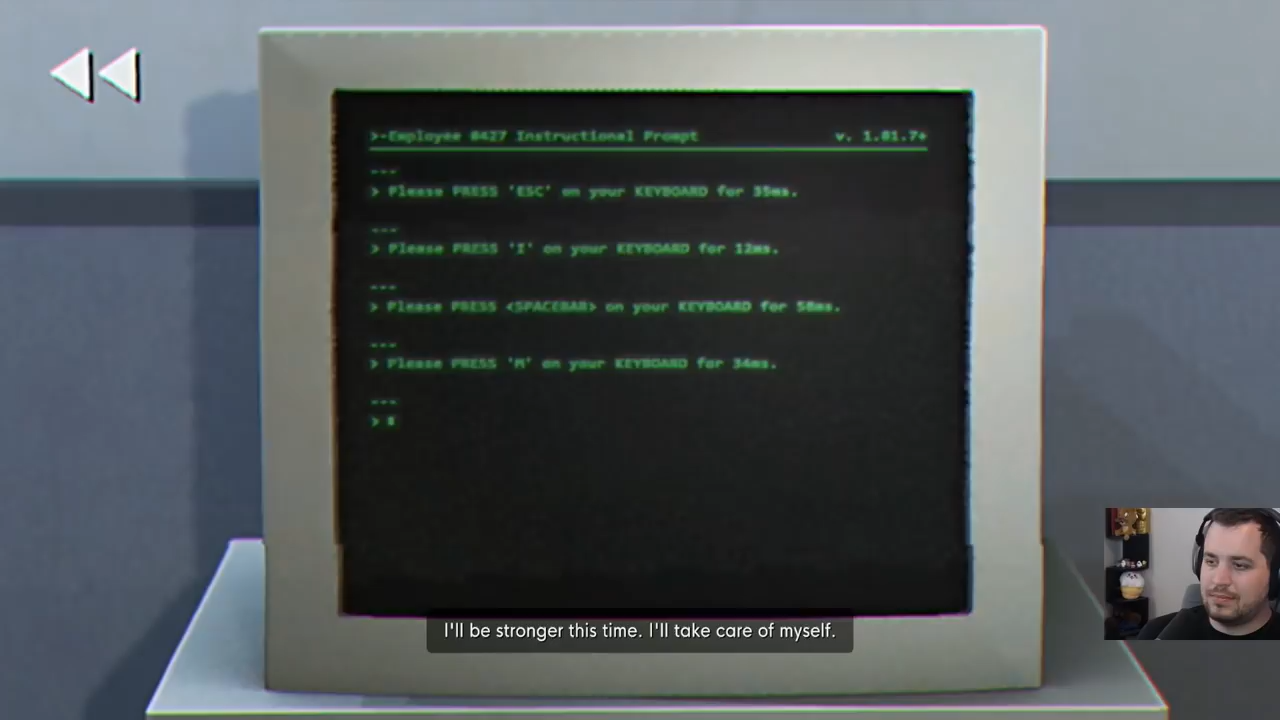 >-Employee #427 Instructional Prompt v. 1.01.7+
---
> Please PRESS 'ESC' on your KEYBOARD for 35ms.
---
> Please PRESS 'I' on your KEYBOARD for 12ms.
---
> Please PRESS <SPACEBAR> on your KEYBOARD for 58ms.
---
> Please PRESS 'M' on your KEYBOARD for 34ms.
---
>
I'll be stronger this time. I'll take care of myself.